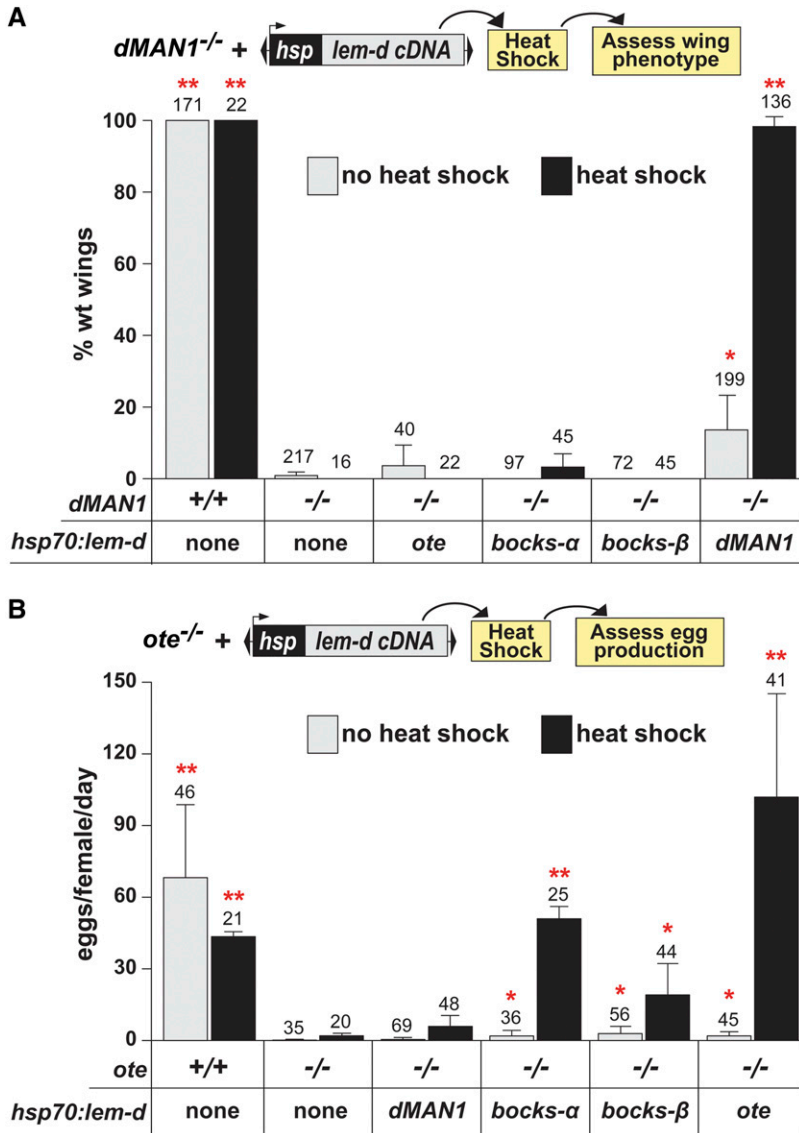 A
dMAN1-/- +
hsp lem-d cDNA
Heat
Shock
Assess wing
phenotype
** ** **
171 22 136
100
no heat shock heat shock
80
% wt wings
60
40
*
20
199
40 45
217 16 22 97 72 45
0
dMAN1 +/+ -/- -/- -/- -/- -/-
hsp70:lem-d none none ote bocks-α bocks-β dMAN1
B
ote-/- +
hsp lem-d cDNA
Heat
Shock
Assess egg
production
**
150
41
no heat shock heat shock
120
eggs/female/day
90
**
46
60
**
25
**
21
30
*
44
* * *
35 20 69 48 36 56 45
0
ote +/+ -/- -/- -/- -/- -/-
hsp70:lem-d none none dMAN1 bocks-α bocks-β ote